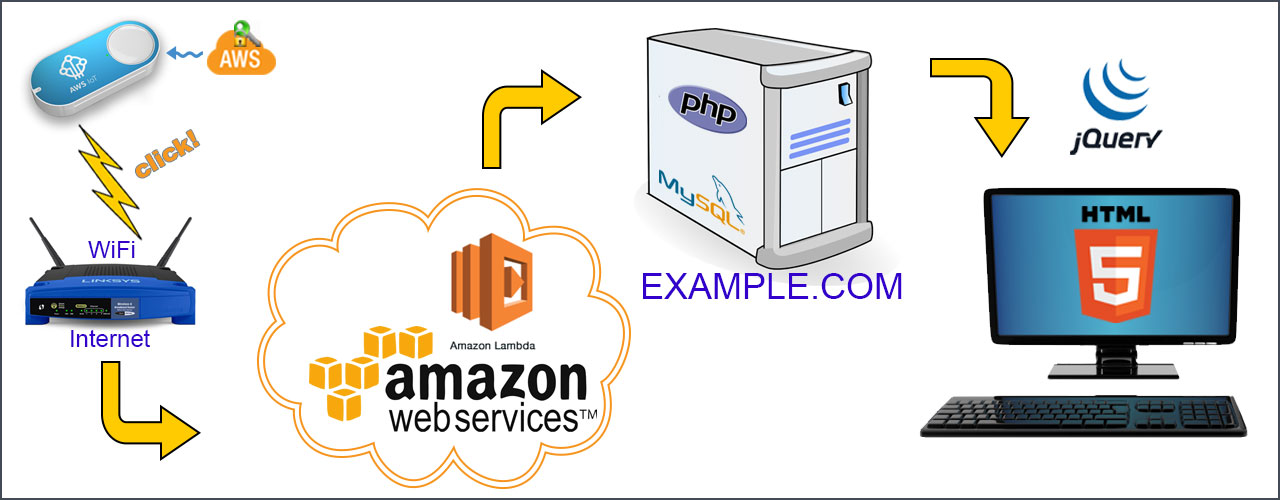 AWS IoT
AWS
click!
WiFi
LINKSYS
Internet
Amazon Lambda
amazon
webservices™
php
MySQL®
EXAMPLE.COM
jQuery
HTML
5